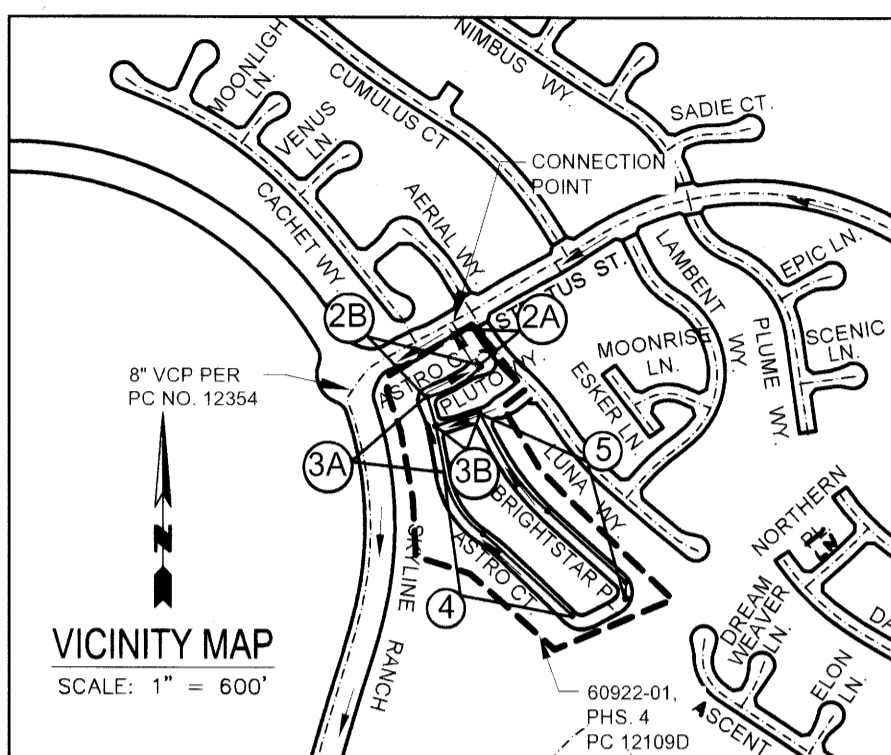 MOONLIGH
LN.
VENUS
LN.
CACHET WY.
CUMULUS CT
NIMBUS WY.
SADIE CT.
CONNECTION
POINT
AERIAL WY.
STRATUS ST.
LAMBENT
WY.
PLUME WY.
EPIC LN.
SCENIC
LN.
MOONRISE
LN.
ESKER LN
2B
2A
ASTRO CT
PLUTO WY.
8" VCP PER
PC NO. 12354
3A
3B
5
LUNA WY.
BRIGHTSTAR PL
ASTRO CT
4
SKYLINE RANCH
N
VICINITY MAP
SCALE: 1" = 600'
NORTHERN
PL.
LN
DREAM
WEAVER
LN.
ELON
LN.
DA
ASCENT
60922-01,
PHS. 4
PC 12109D